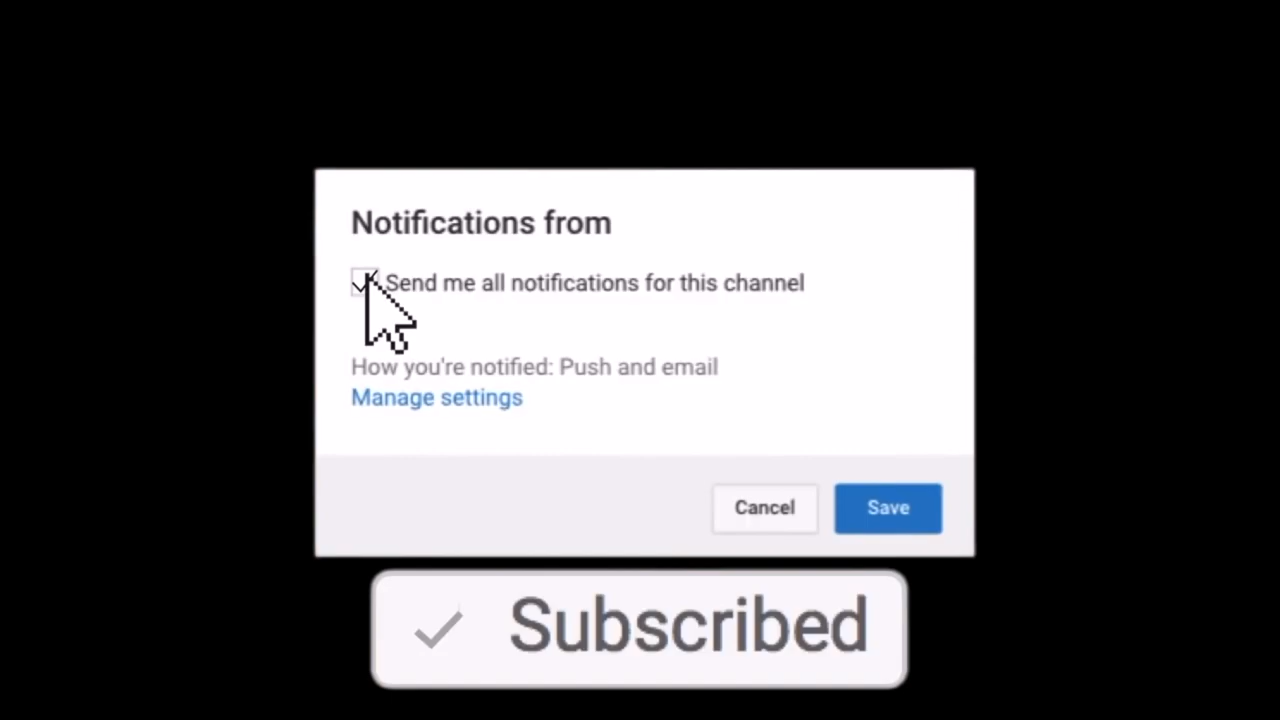 Notifications from
Send me all notifications for this channel
How you're notified: Push and email
Manage settings
Cancel Save
Subscribed